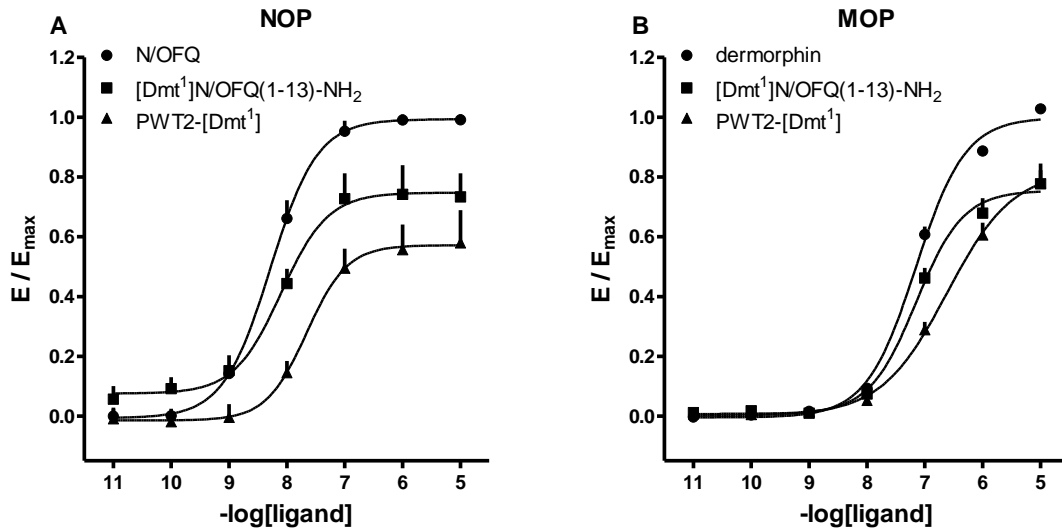 A
NOP
N/OFQ
[Dmt¹]N/OFQ(1-13)-NH₂
PWT2-[Dmt¹]
1.2
1.0
0.8
0.6
0.4
0.2
0.0
E / Emax
11 10 9 8 7 6 5
-log[ligand]
B
MOP
dermorphin
[Dmt¹]N/OFQ(1-13)-NH₂
PWT2-[Dmt¹]
1.2
1.0
0.8
0.6
0.4
0.2
0.0
E / Emax
11 10 9 8 7 6 5
-log[ligand]